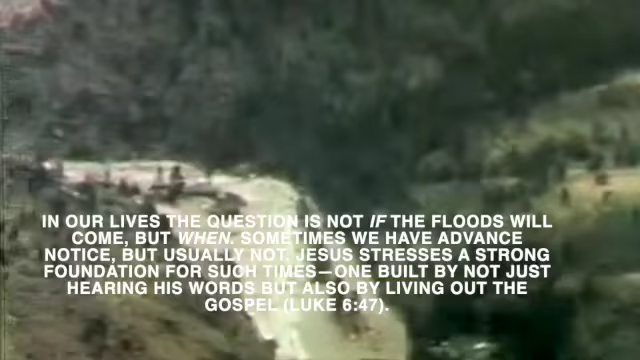 IN OUR LIVES THE QUESTION IS NOT IF THE FLOODS WILL
COME, BUT WHEN. SOMETIMES WE HAVE ADVANCE
NOTICE, BUT USUALLY NOT. JESUS STRESSES A STRONG
FOUNDATION FOR SUCH TIMES—ONE BUILT BY NOT JUST
HEARING HIS WORDS BUT ALSO BY LIVING OUT THE
GOSPEL (LUKE 6:47).